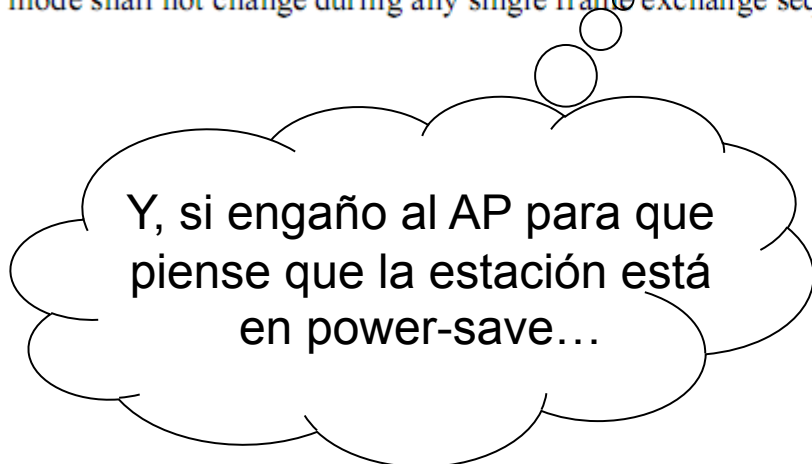 mode shall not change during any single frame exchange
Y, si engaño al AP para que
piense que la estación está
en power-save…